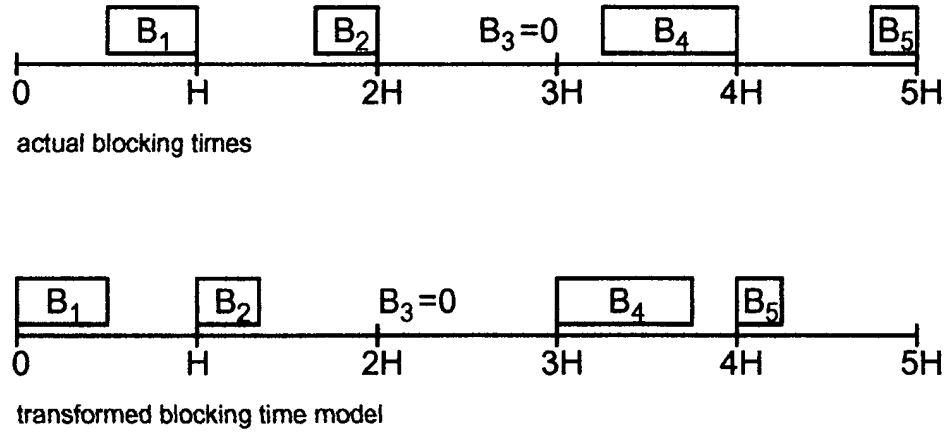 B₁ B₂ B₃=0 B₄ B₅
0 H 2H 3H 4H 5H
actual blocking times
B₁ B₂ B₃=0 B₄ B₅
0 H 2H 3H 4H 5H
transformed blocking time model